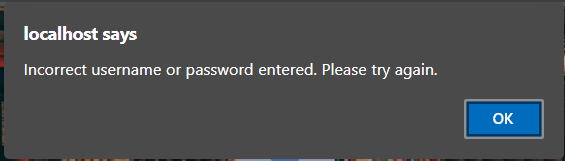 localhost says
Incorrect username or password entered. Please try again.
OK